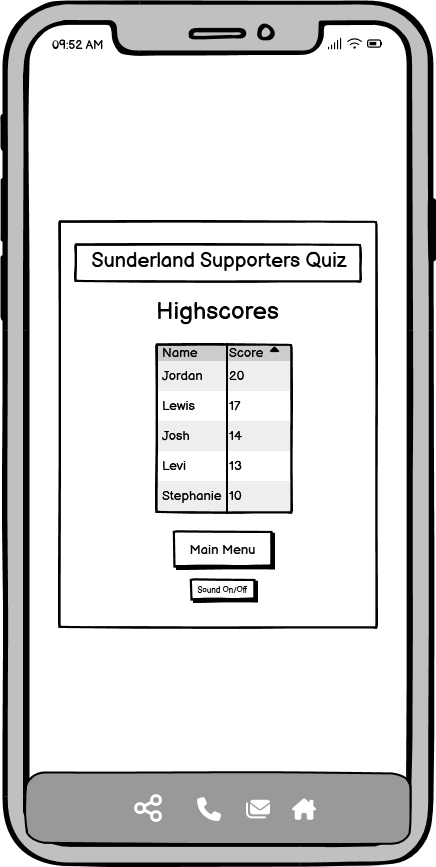 09:52 AM
Sunderland Supporters Quiz
Highscores
Name Score
Jordan 20
Lewis 17
Josh 14
Levi 13
Stephanie 10
Main Menu
Sound On/Off